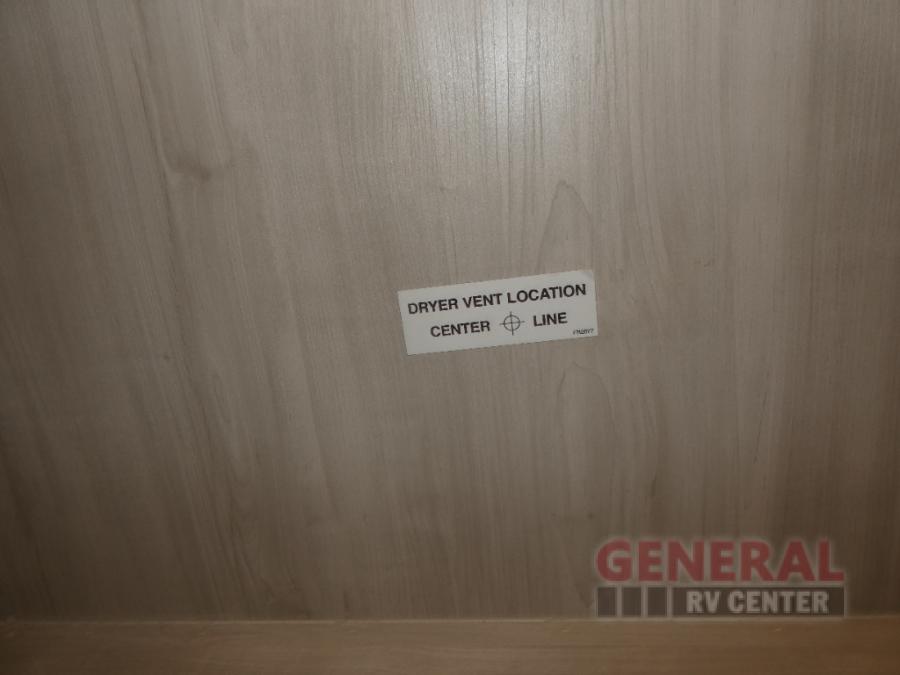 DRYER VENT LOCATION
CENTER LINE
GENERAL
RV CENTER